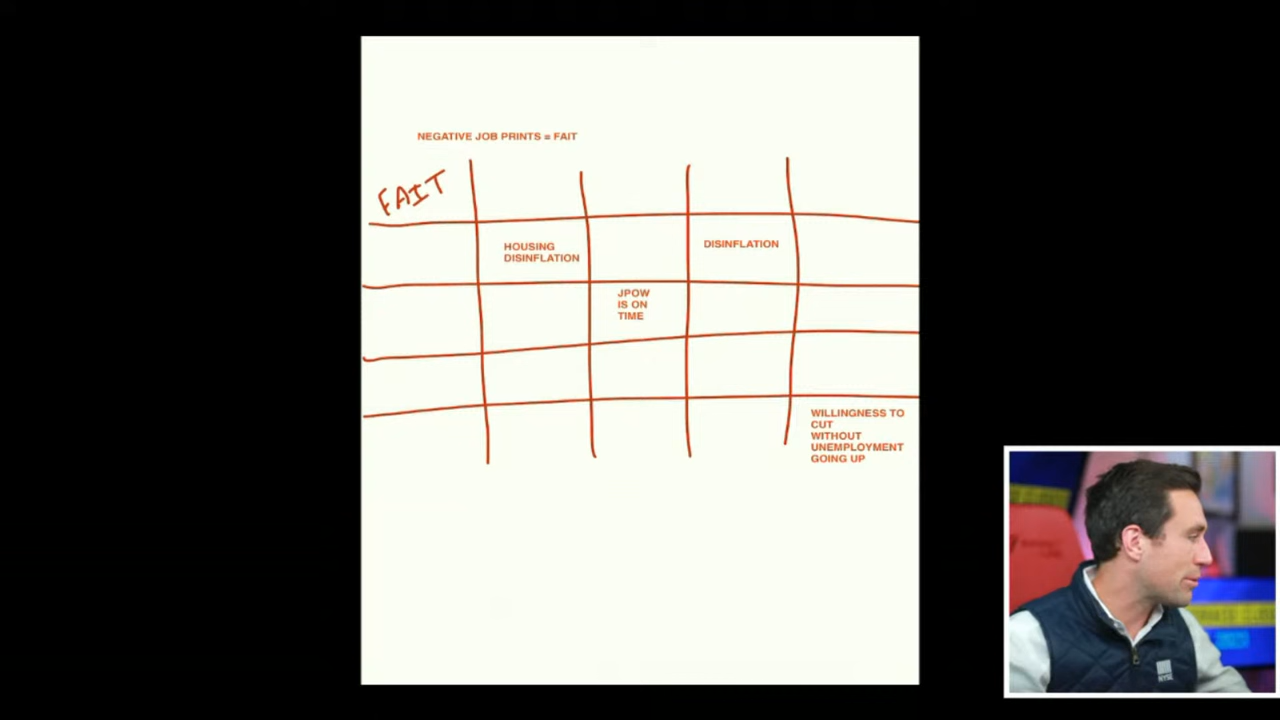 NEGATIVE JOB PRINTS = FAIT
FAIT
HOUSING
DISINFLATION
DISINFLATION
JPOW
IS ON
TIME
WILLINGNESS TO
CUT
WITHOUT
UNEMPLOYMENT
GOING UP
NYSE